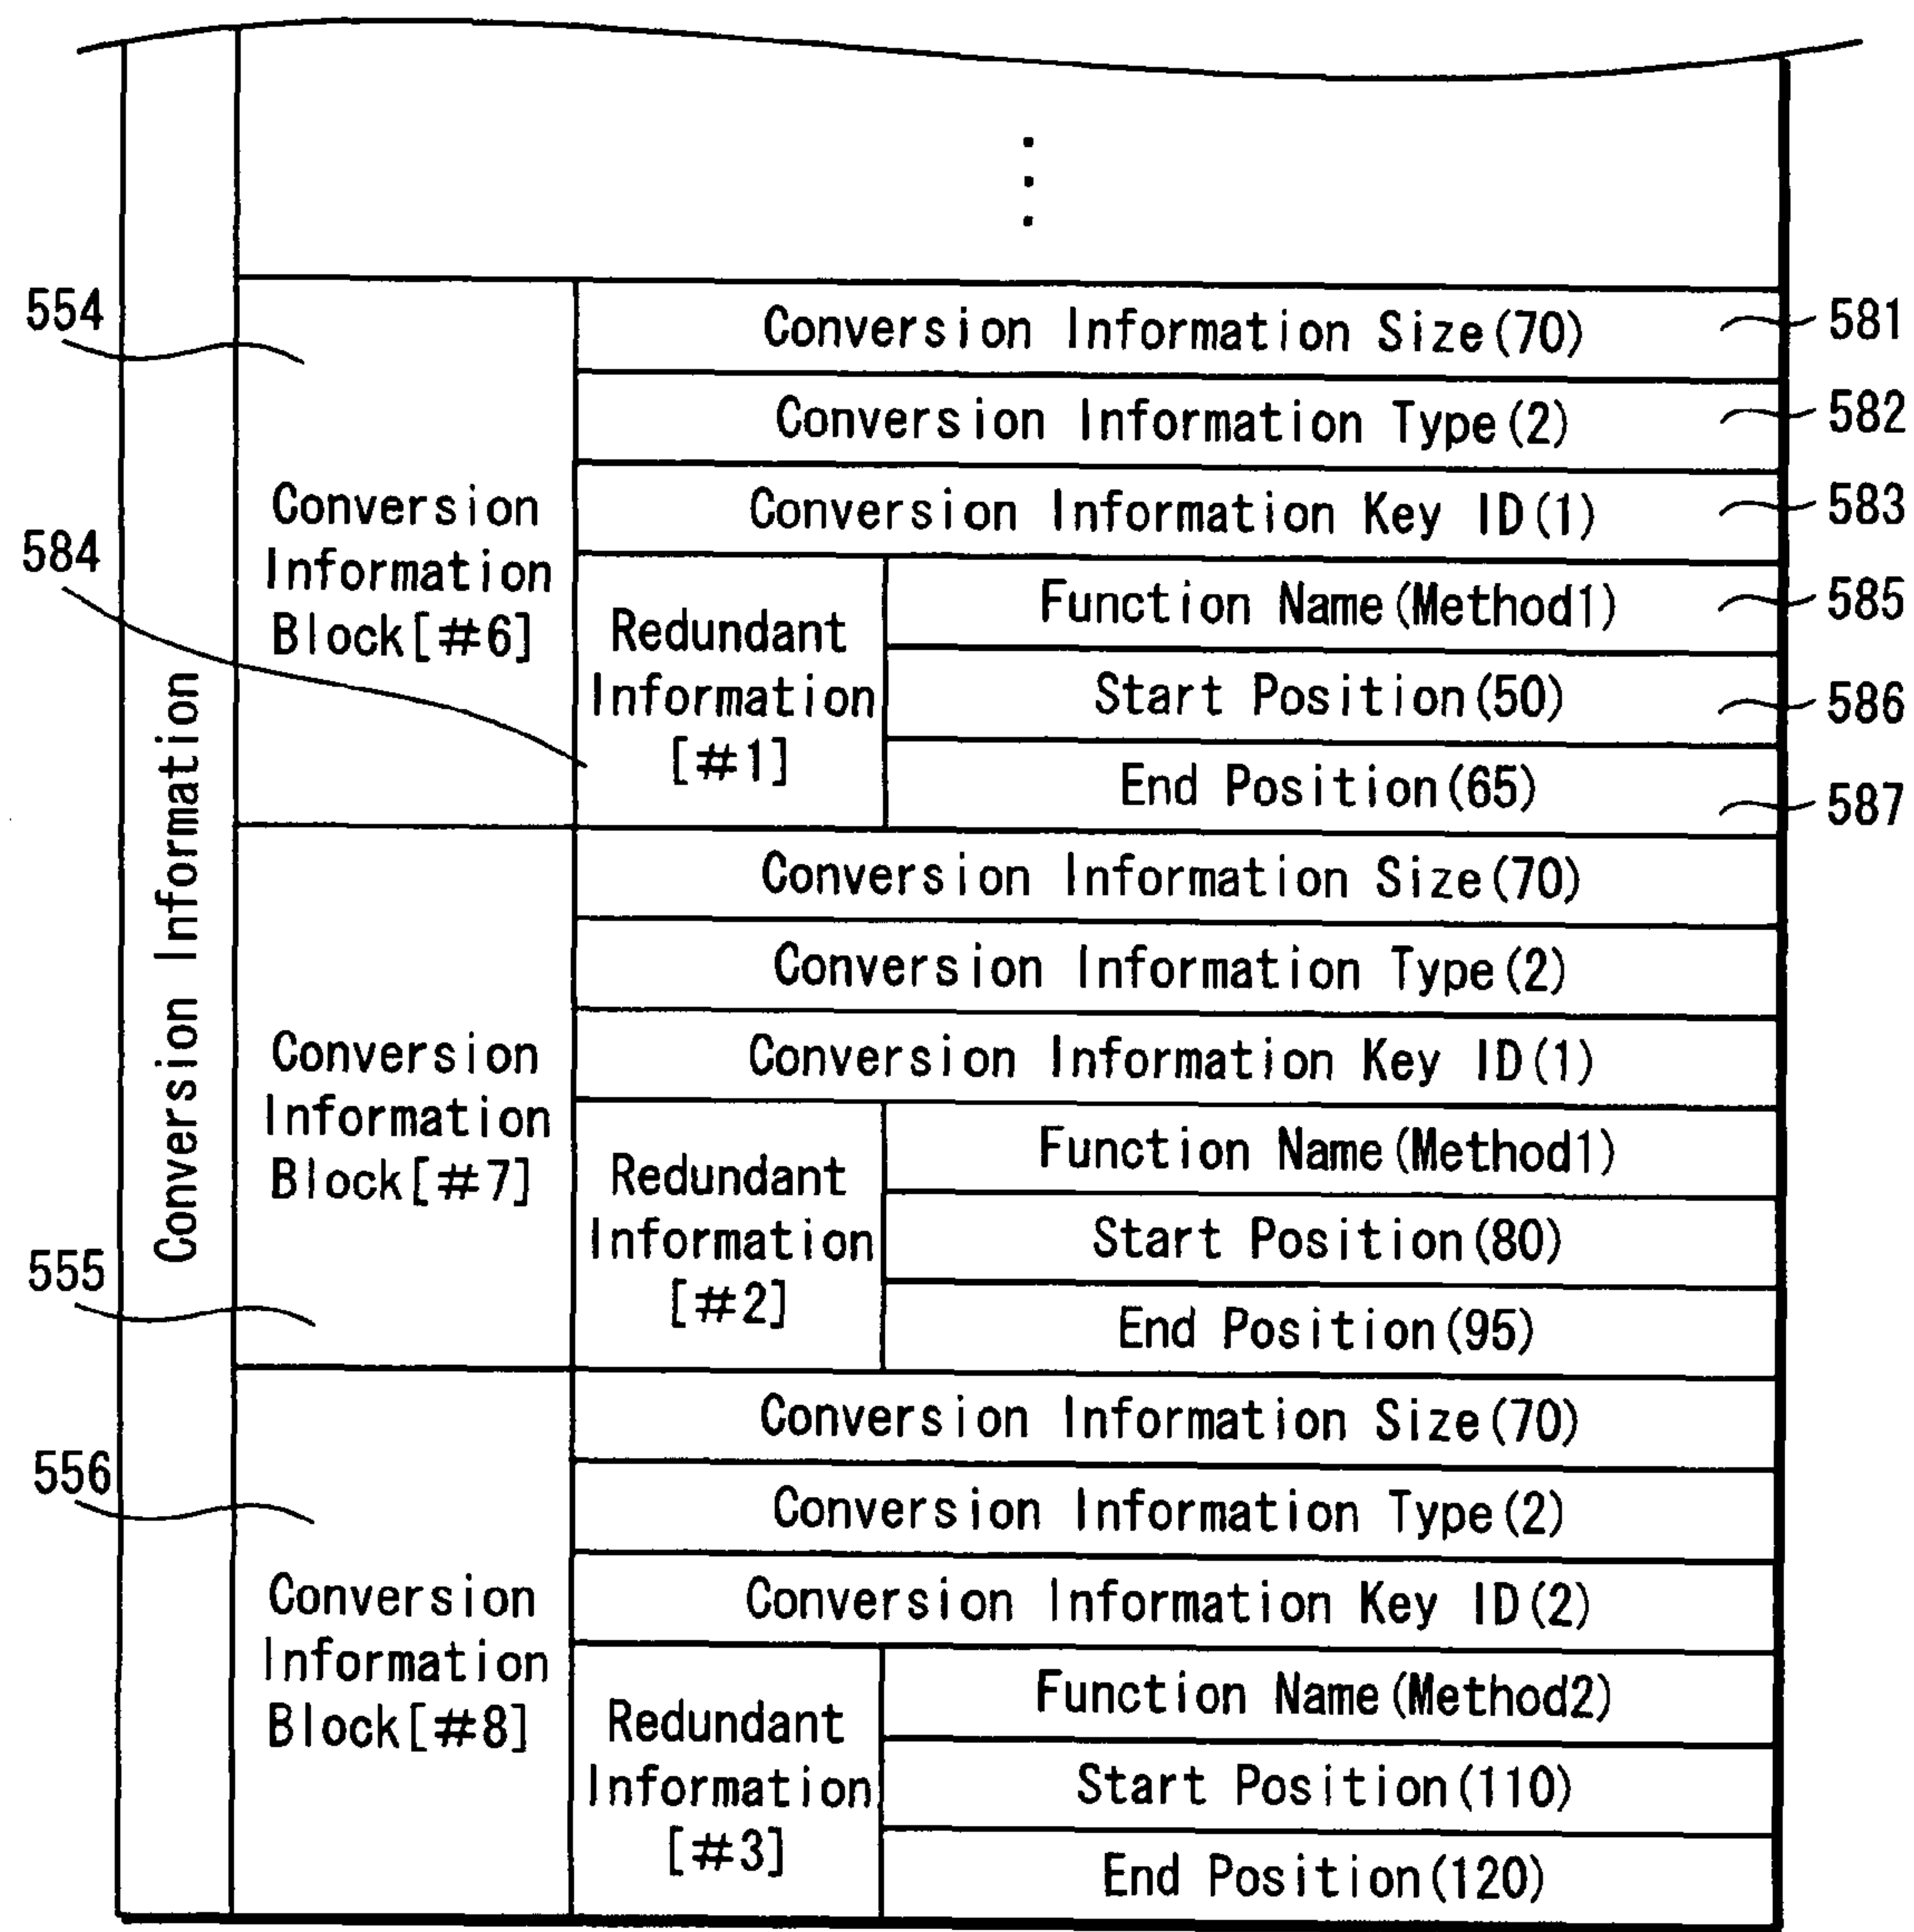 Conversion Information
554
Conversion
Information
Block[#6]
Conversion Information Size(70)
581
Conversion Information Type(2)
582
Conversion Information Key ID(1)
583
584
Redundant
Information
[#1]
Function Name(Method1)
585
Start Position(50)
586
End Position(65)
587
555
Conversion
Information
Block[#7]
Conversion Information Size(70)
Conversion Information Type(2)
Conversion Information Key ID(1)
Redundant
Information
[#2]
Function Name(Method1)
Start Position(80)
End Position(95)
556
Conversion
Information
Block[#8]
Conversion Information Size(70)
Conversion Information Type(2)
Conversion Information Key ID(2)
Redundant
Information
[#3]
Function Name(Method2)
Start Position(110)
End Position(120)